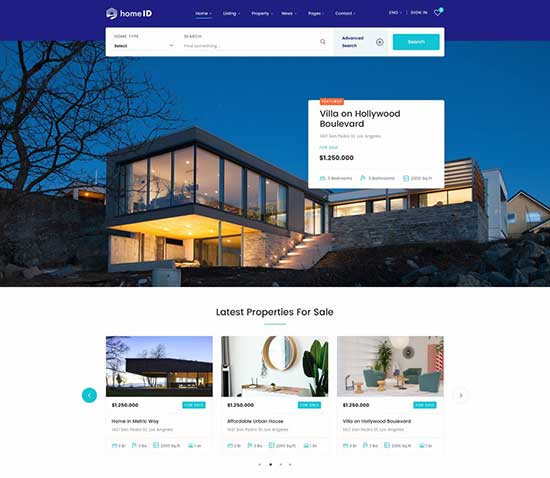 homeID
Home Listing Property News Pages Contact ENG SIGN IN
HOME TYPE
Select
SEARCH
Find something...
Advanced Search
Search
FEATURED
Villa on Hollywood
Boulevard
1421 San Pedro St, Los Angeles
FOR SALE
$1.250.000
3 Bedrooms 3 Bathrooms 2300 Sq.Ft
Latest Properties For Sale
$1.250.000 FOR SALE
Home in Metric Way
1421 San Pedro St, Los Angeles
3 Br 3 Ba 2300 Sq.Ft 1 Gr
$1.250.000 FOR SALE
Affordable Urban House
1421 San Pedro St, Los Angeles
3 Br 3 Ba 2300 Sq.Ft 1 Gr
$1.250.000 FOR SALE
Villa on Hollywood Boulevard
1421 San Pedro St, Los Angeles
3 Br 3 Ba 2300 Sq.Ft 1 Gr